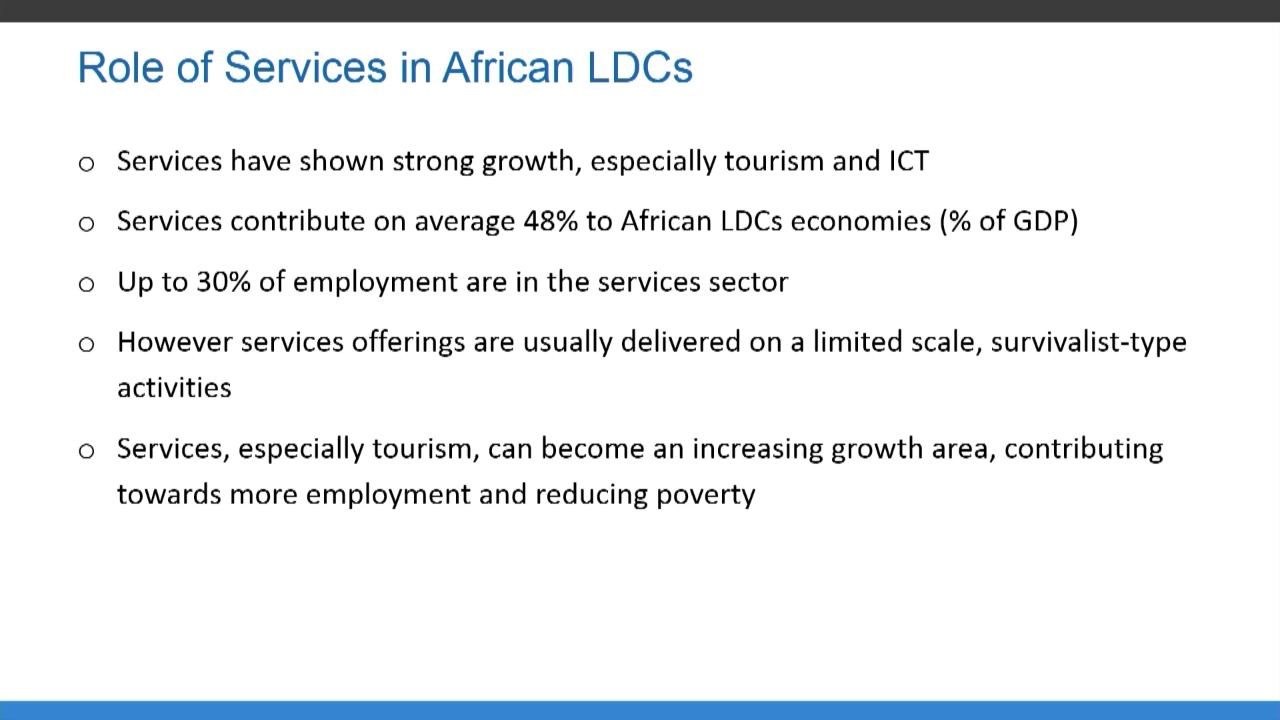 Role of Services in African LDCs
o Services have shown strong growth, especially tourism and ICT
o Services contribute on average 48% to African LDCs economies (% of GDP)
o Up to 30% of employment are in the services sector
o However services offerings are usually delivered on a limited scale, survivalist-type
activities
o Services, especially tourism, can become an increasing growth area, contributing
towards more employment and reducing poverty